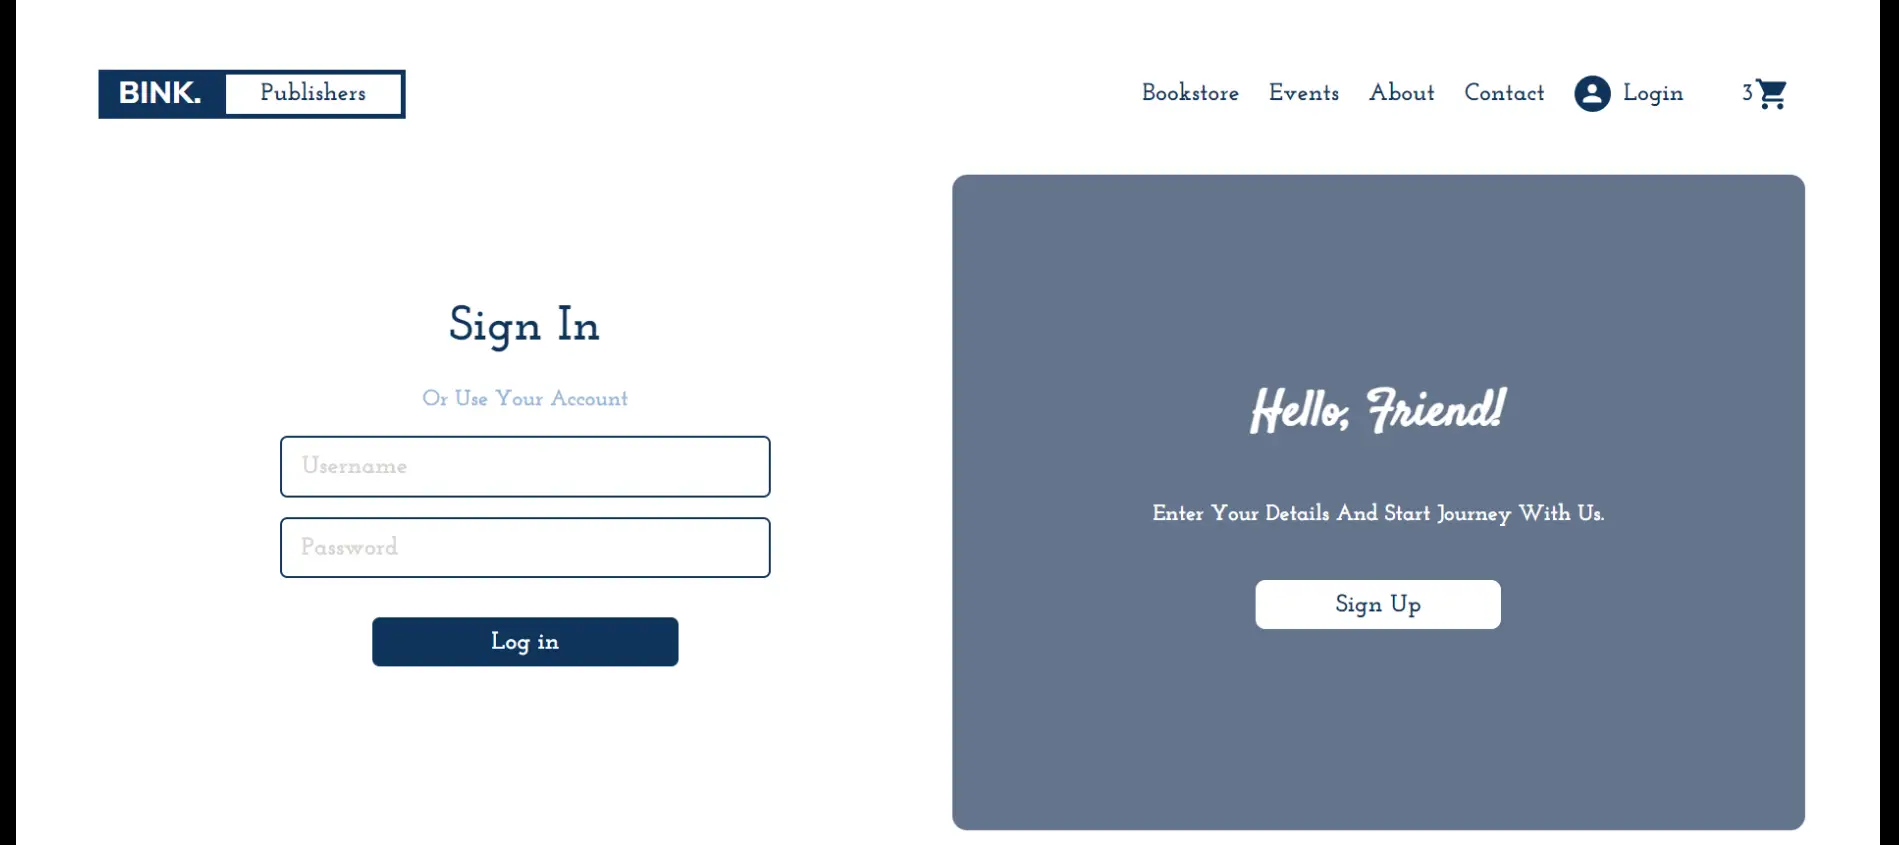 BINK. Publishers
Bookstore Events About Contact Login 3
Sign In
Or Use Your Account
Username
Password
Log in
Hello, Friend!
Enter Your Details And Start Journey With Us.
Sign Up